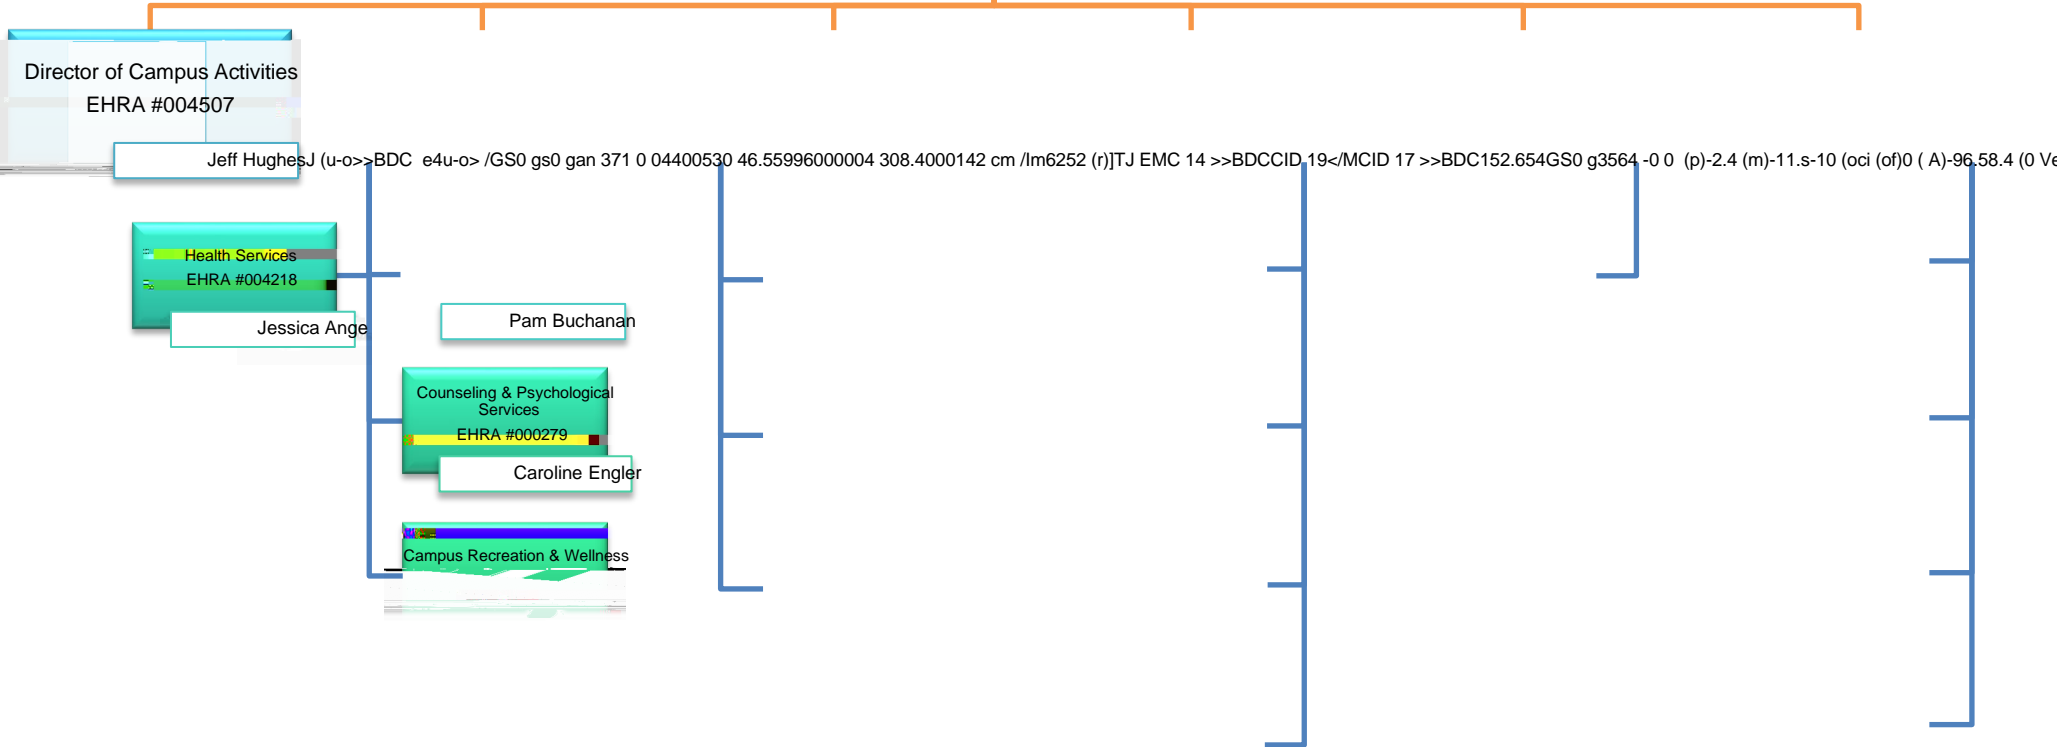 Director of Campus Activities
EHRA #004507
Jeff HughesJ (u-o>>BDC e4u-o> /GS0 gs0 gan 371 0 04400530 46.55996000004 308.4000142 cm /Im6252 (r)]TJ EMC 14 >>BDCCID 19</MCID 17 >>BDC152.654GS0 g3564 -0 0 (p)-2.4 (m)-11.s-10 (oci (of)0 ( A)-96.58.4 (0 Ve
Health Services
EHRA #004218
Jessica Ange
Pam Buchanan
Counseling & Psychological
Services
EHRA #000279
Caroline Engler
Campus Recreation & Wellness